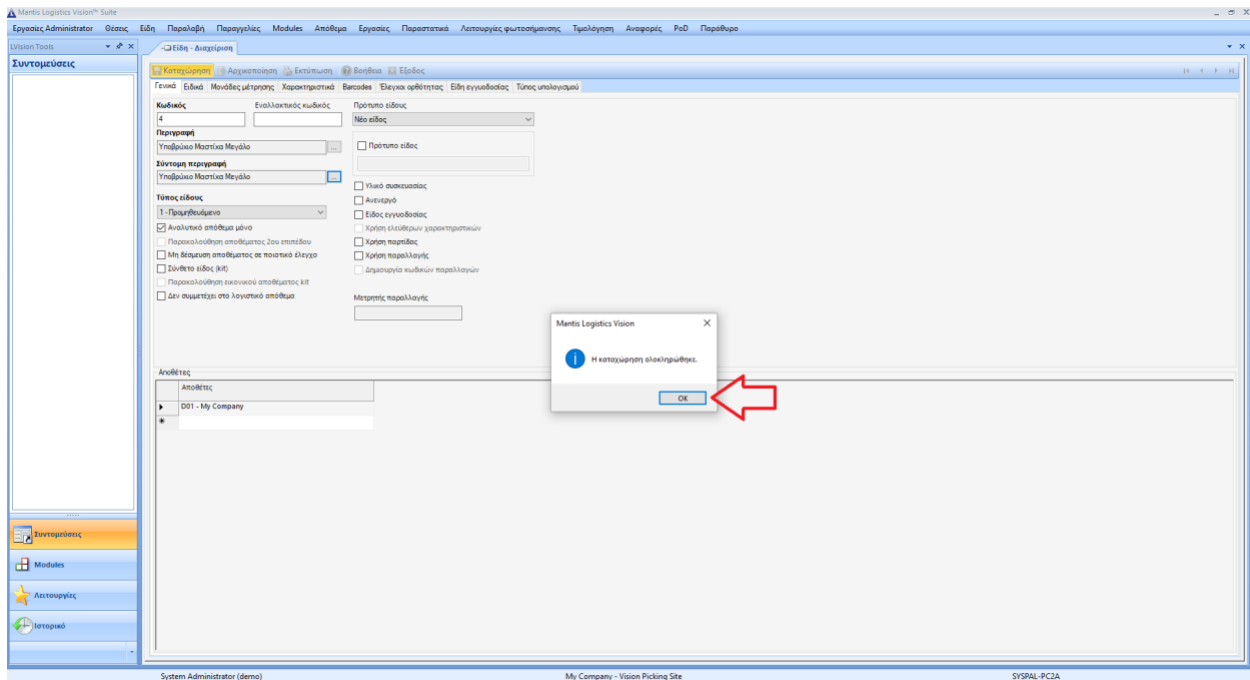 Mantis Logistics Vision™ Suite
Εργασίες Administrator Θέσεις Είδη Παραλαβή Παραγγελίες Modules Απόθεμα Εργασίες Παραστατικά Λειτουργίες φωτοσήμανσης Τιμολόγηση Αναφορές PoD Παράθυρο
LVision Tools
Είδη - Διαχείριση
Συντομεύσεις
Καταχώρηση Αρχικοποίηση Εκτύπωση Βοήθεια Έξοδος
Γενικά Ειδικά Μονάδες μέτρησης Χαρακτηριστικά Barcodes Έλεγχοι ορθότητας Είδη εγγυοδοσίας Τύπος υπολογισμού
Κωδικός Εναλλακτικός κωδικός Πρότυπο είδους
4 Νέο είδος
Περιγραφή
Υποβρύχιο Μαστίχα Μεγάλο ... Πρότυπο είδος
Σύντομη περιγραφή
Υποβρύχιο Μαστίχα Μεγάλο ...
Υλικό συσκευασίας
Τύπος είδους Ανενεργό
1 - Προμηθευόμενο Είδος εγγυοδοσίας
Αναλυτικό απόθεμα μόνο Χρήση ελεύθερων χαρακτηριστικών
Παρακολούθηση αποθέματος 2ου επιπέδου Χρήση παρτίδας
Μη δέσμευση αποθέματος σε ποιοτικό έλεγχο Χρήση παραλλαγής
Σύνθετο είδος (kit) Δημιουργία κωδικών παραλλαγών
Παρακολούθηση εικονικού αποθέματος kit
Δεν συμμετέχει στο λογιστικό απόθεμα Μετρητής παραλλαγής
Mantis Logistics Vision
Η καταχώρηση ολοκληρώθηκε.
OK
Αποθέτες
Αποθέτες
D01 - My Company
Συντομεύσεις
Modules
Λειτουργίες
Ιστορικό
System Administrator (demo) My Company - Vision Picking Site SYSPAL-PC2A